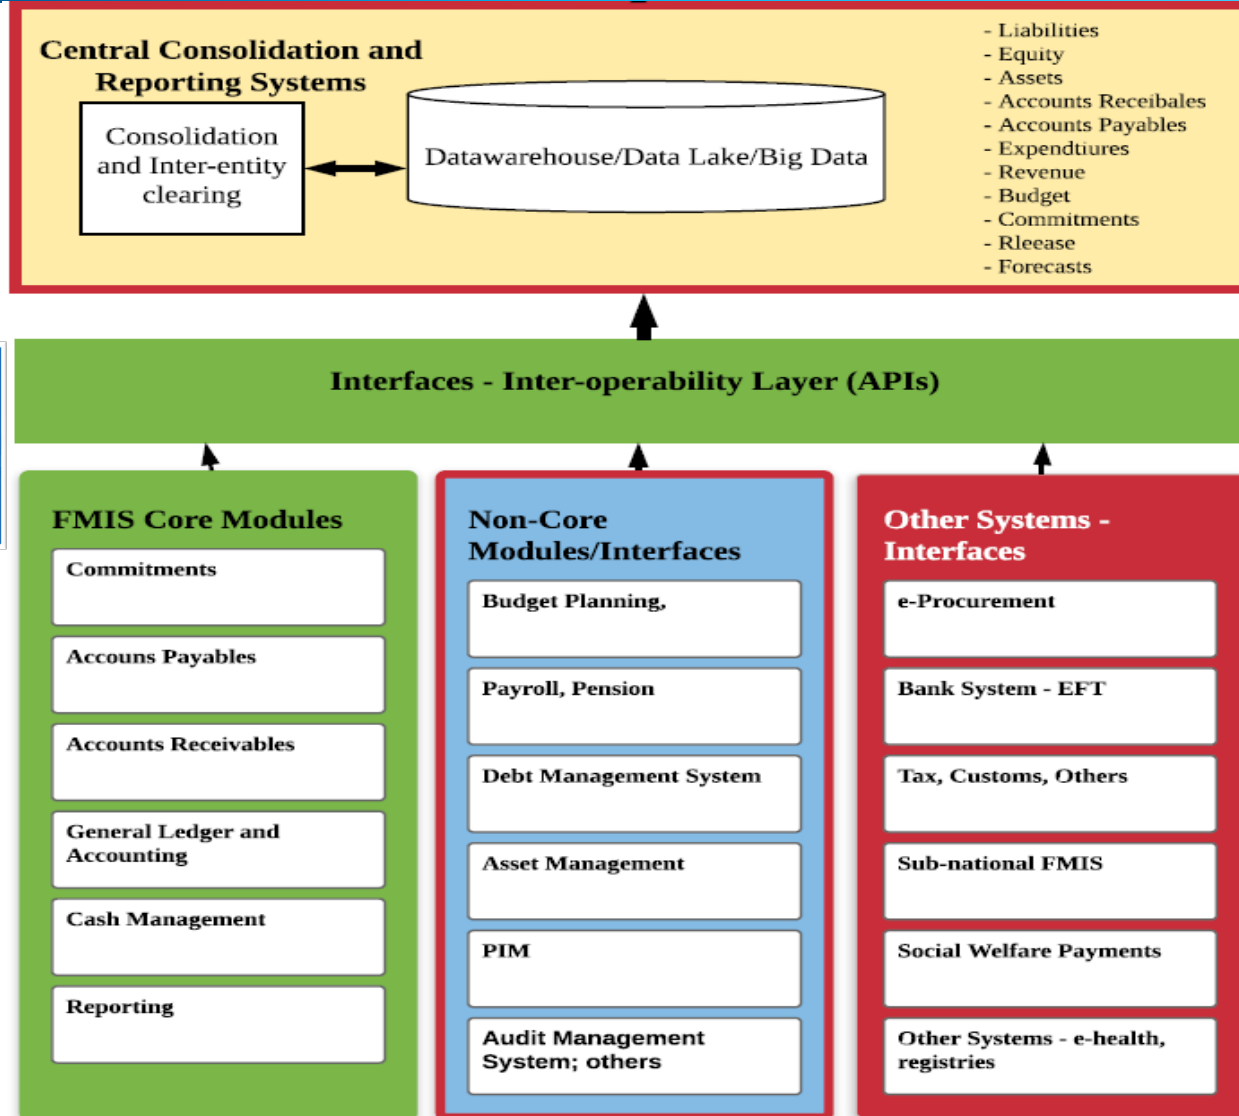 Central Consolidation and
Reporting Systems
Consolidation
and Inter-entity
clearing
Datawarehouse/Data Lake/Big Data
- Liabilities
- Equity
- Assets
- Accounts Receibales
- Accounts Payables
- Expendtiures
- Revenue
- Budget
- Commitments
- Rleease
- Forecasts
Interfaces - Inter-operability Layer (APIs)
FMIS Core Modules
Commitments
Accouns Payables
Accounts Receivables
General Ledger and
Accounting
Cash Management
Reporting
Non-Core
Modules/Interfaces
Budget Planning,
Payroll, Pension
Debt Management System
Asset Management
PIM
Audit Management
System; others
Other Systems -
Interfaces
e-Procurement
Bank System - EFT
Tax, Customs, Others
Sub-national FMIS
Social Welfare Payments
Other Systems - e-health,
registries